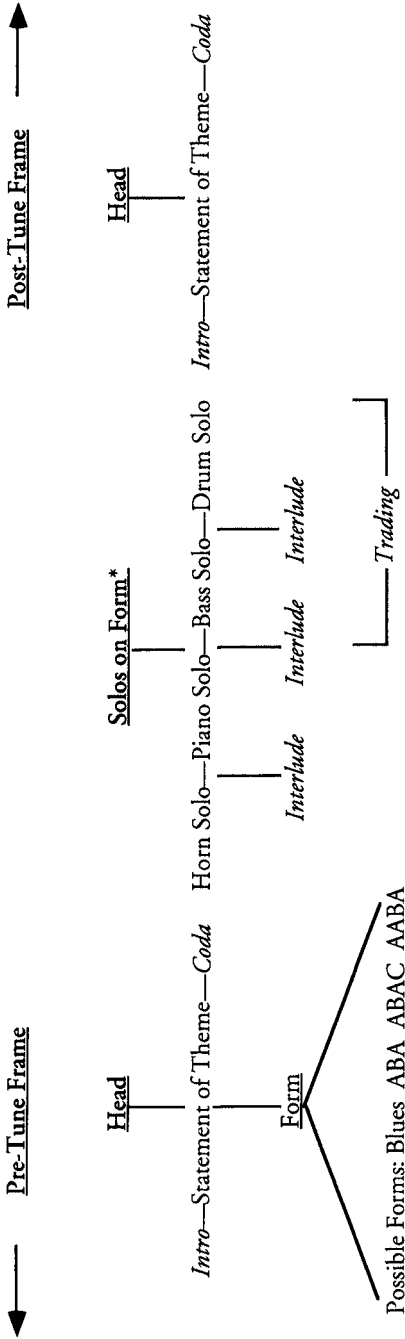 Pre-Tune Frame Post-Tune Frame
Head Solos on Form* Head
Intro—Statement of Theme—Coda Horn Solo—Piano Solo—Bass Solo—Drum Solo Intro—Statement of Theme—Coda
Form Interlude Interlude Interlude
Trading
Possible Forms: Blues ABA ABAC AABA